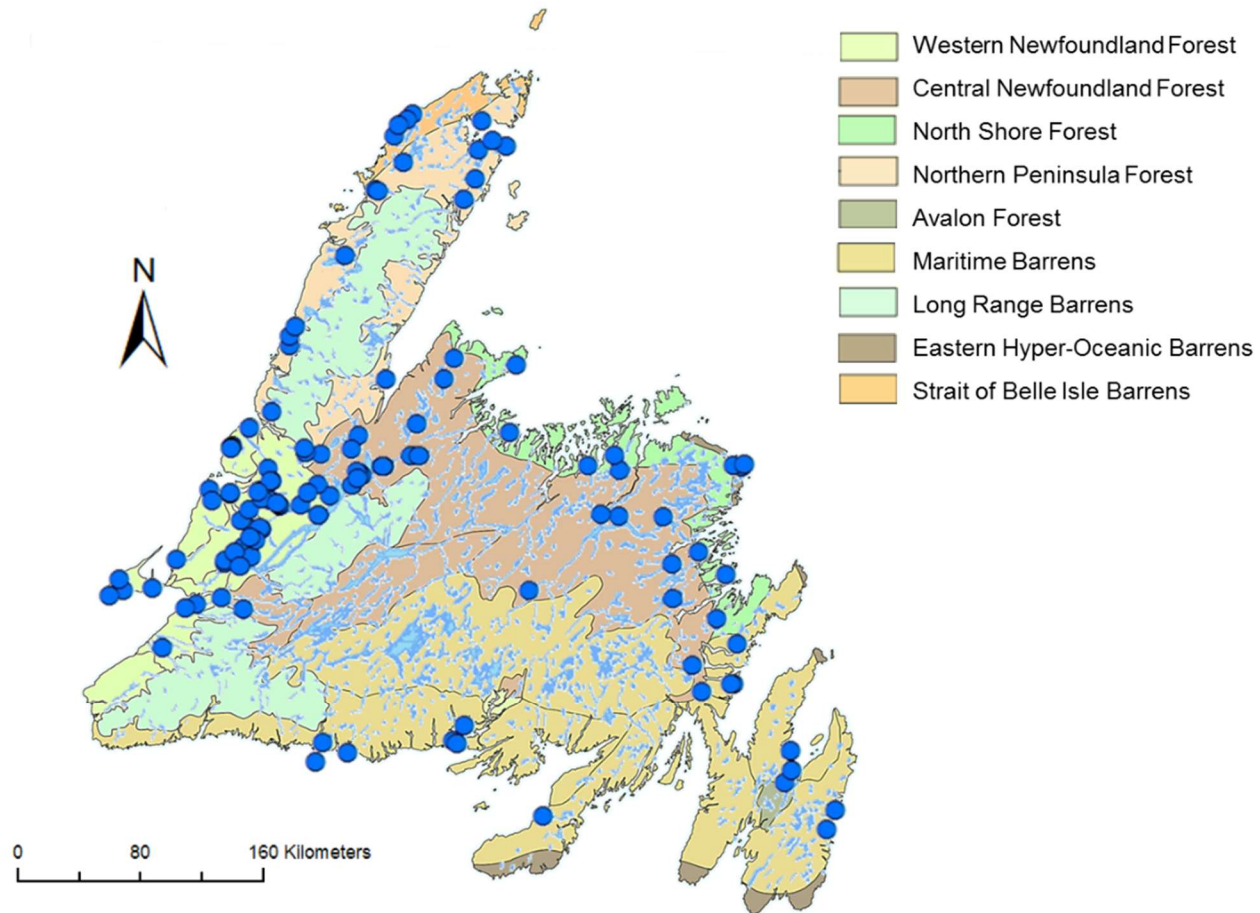 Western Newfoundland Forest
Central Newfoundland Forest
North Shore Forest
Northern Peninsula Forest
Avalon Forest
Maritime Barrens
Long Range Barrens
Eastern Hyper-Oceanic Barrens
Strait of Belle Isle Barrens
N
0 80 160 Kilometers